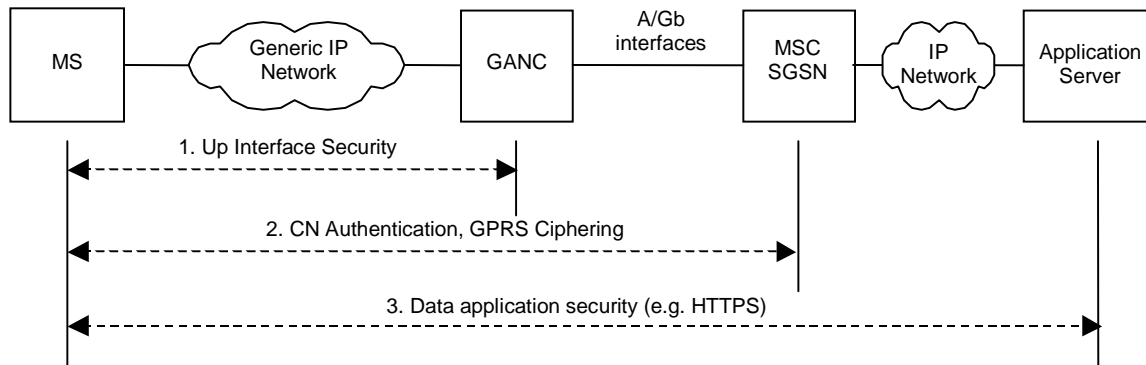 MS
Generic IP
Network
GANC
A/Gb
interfaces
MSC
SGSN
IP
Network
Application
Server
1. Up Interface Security
2. CN Authentication, GPRS Ciphering
3. Data application security (e.g. HTTPS)